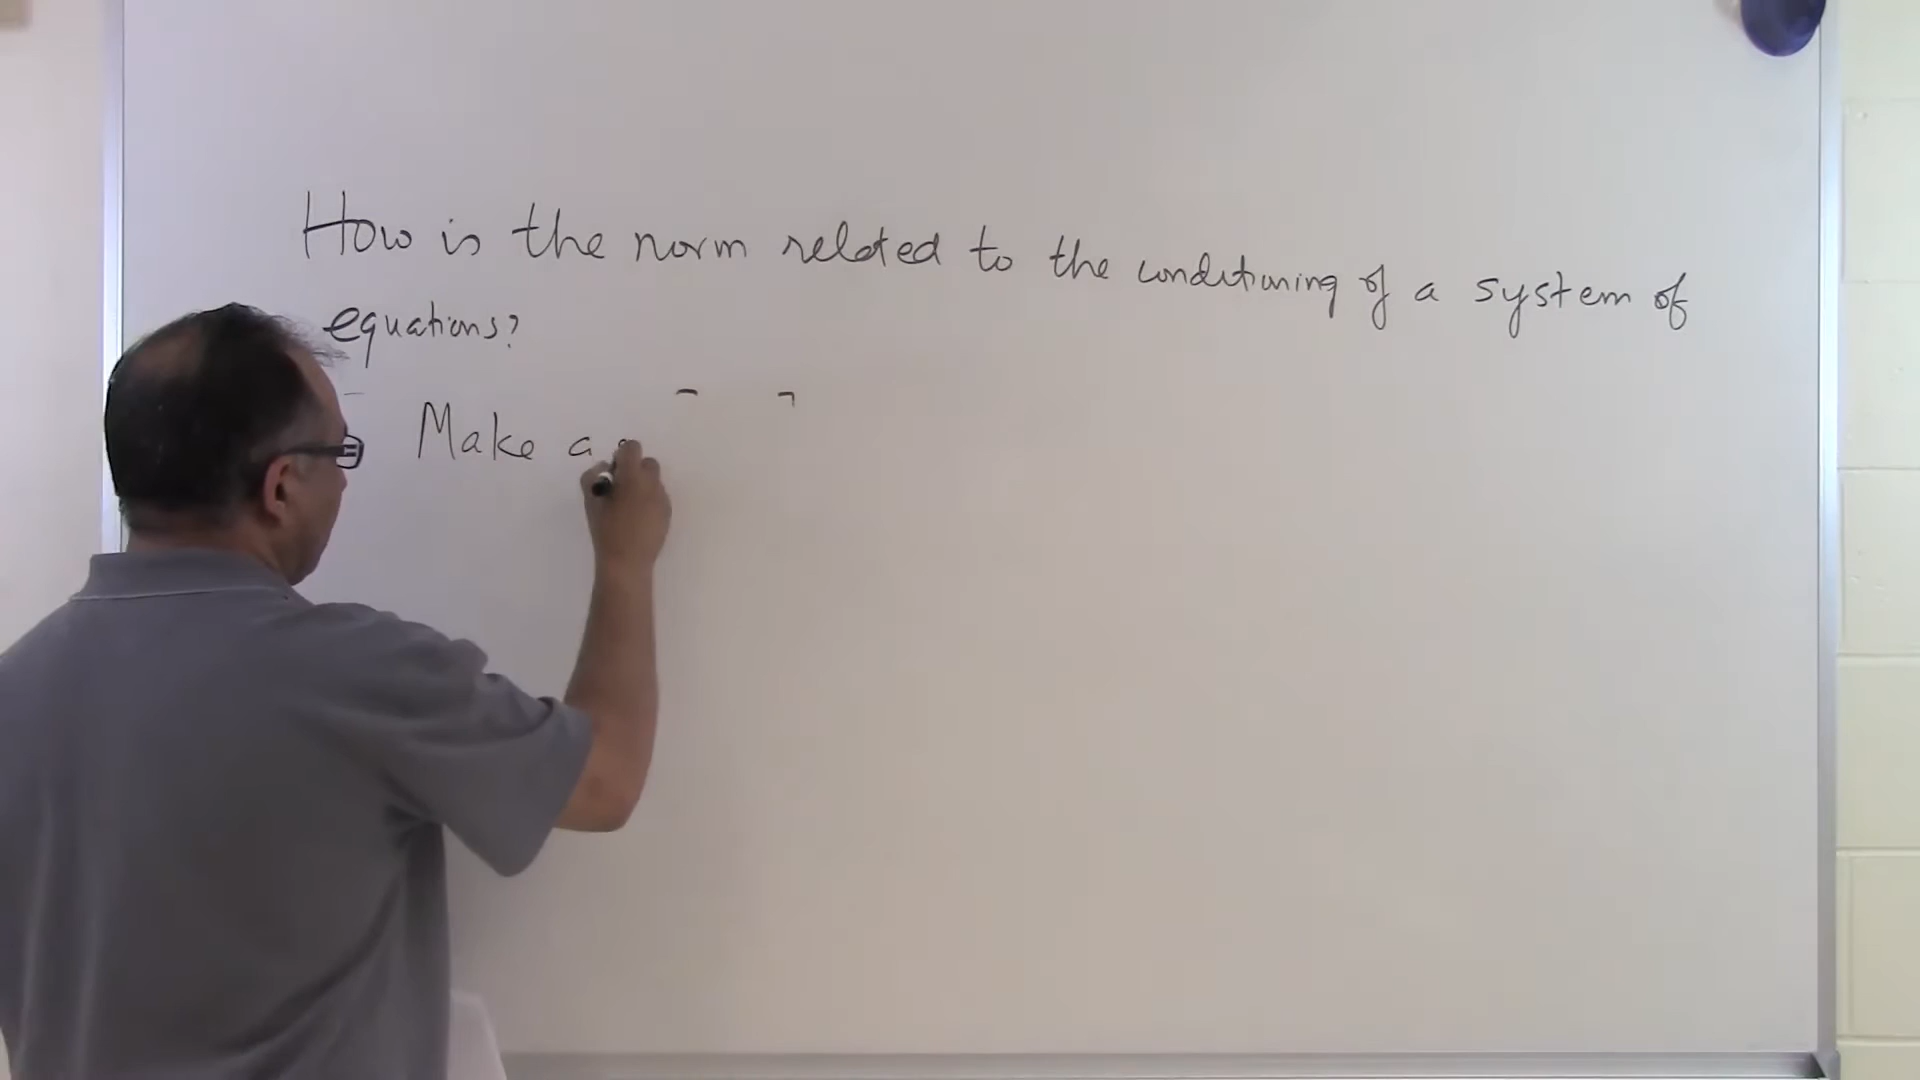 How is the norm related to the conditioning of a system of
equations?
Make a